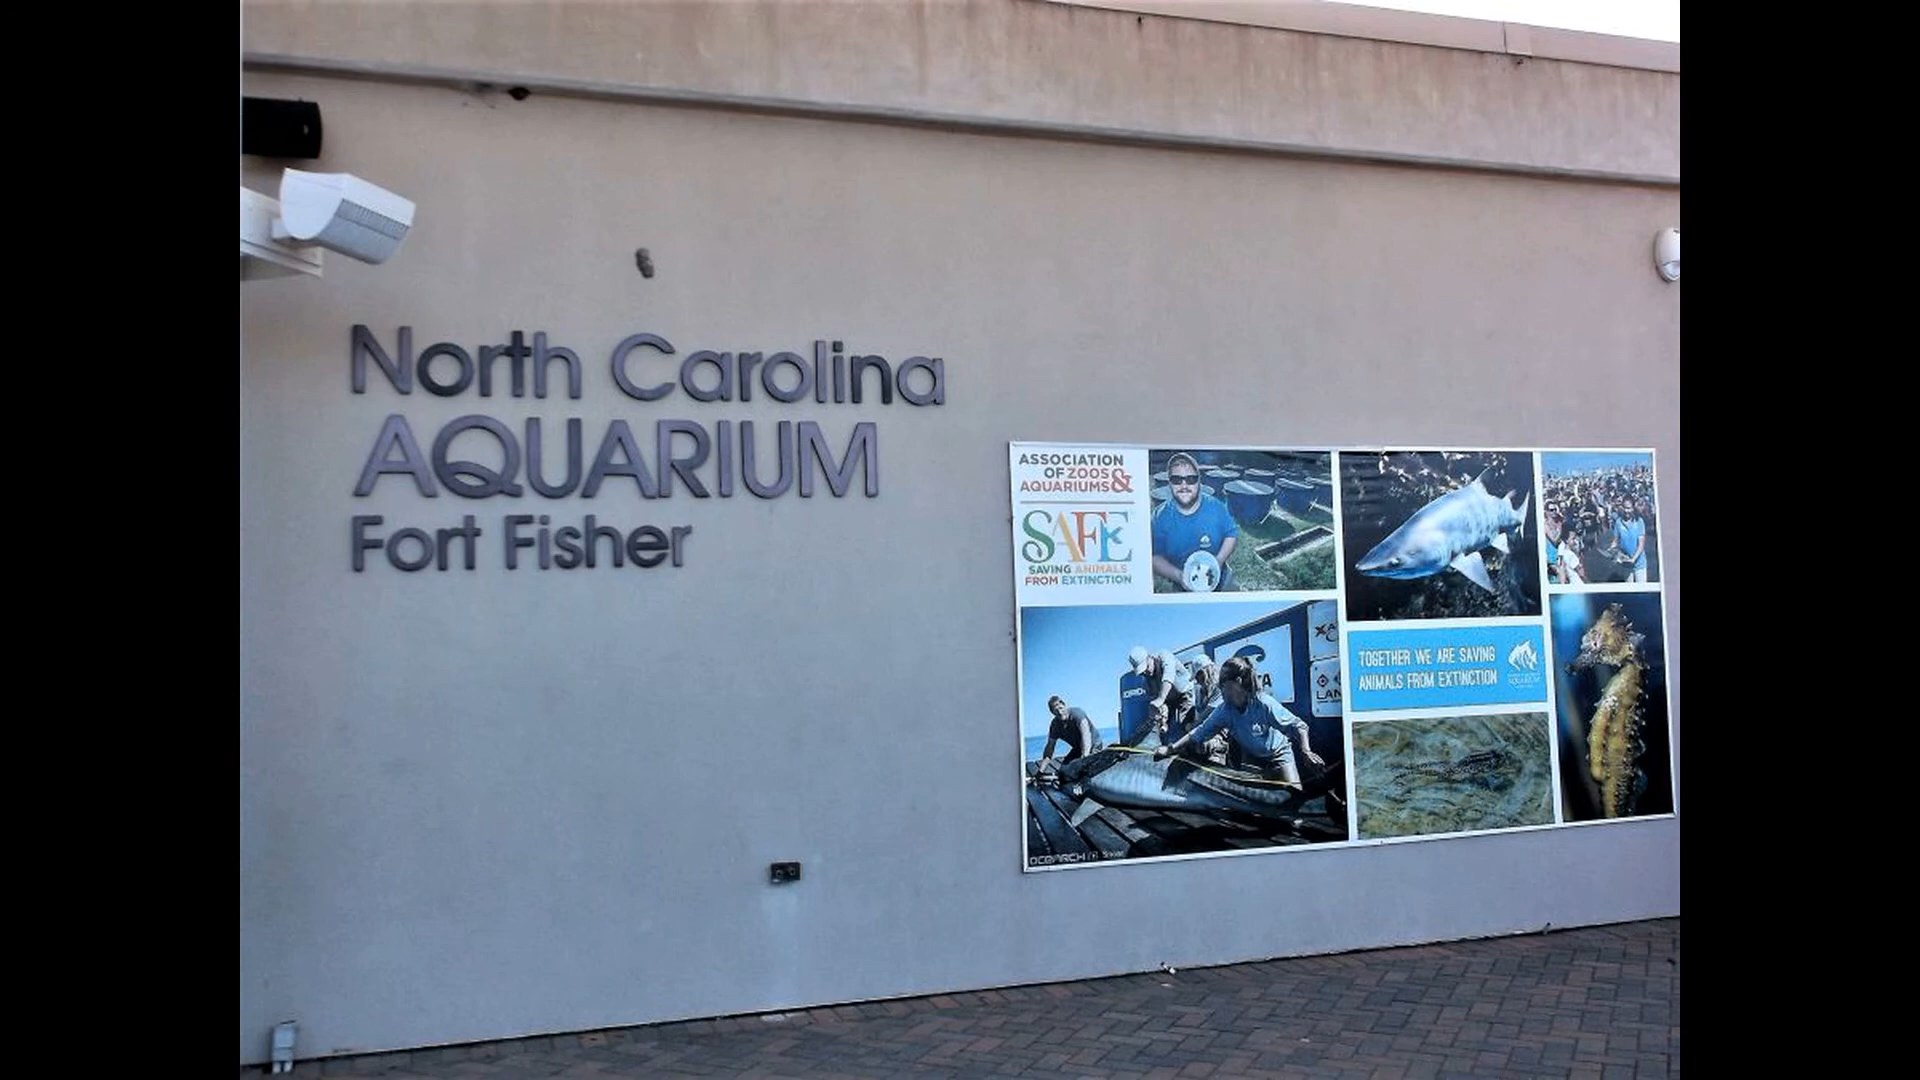 North Carolina
AQUARIUM
Fort Fisher
ASSOCIATION
OF ZOOS &
AQUARIUMS
SAFE
SAVING ANIMALS
FROM EXTINCTION
TOGETHER WE ARE SAVING
ANIMALS FROM EXTINCTION
AQUARIUM
OCEARCH